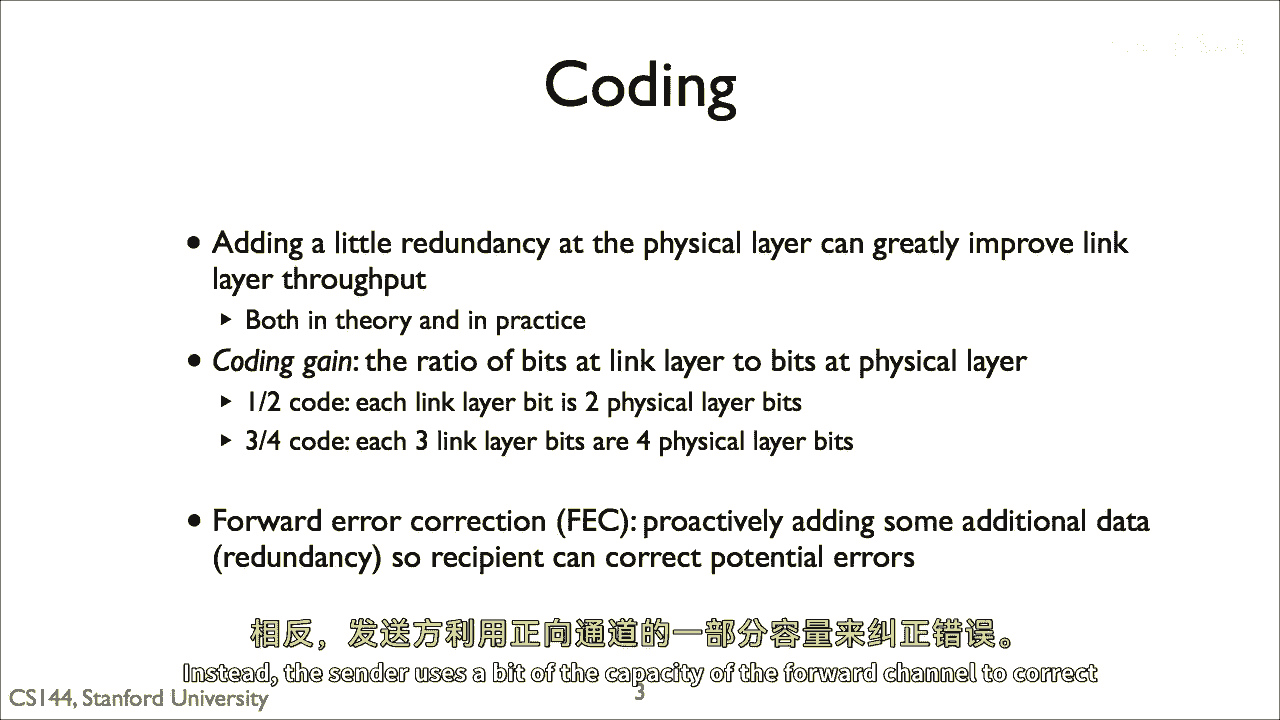 Coding
• Adding a little redundancy at the physical layer can greatly improve link
layer throughput
▸ Both in theory and in practice
• Coding gain: the ratio of bits at link layer to bits at physical layer
▸ 1/2 code: each link layer bit is 2 physical layer bits
▸ 3/4 code: each 3 link layer bits are 4 physical layer bits
• Forward error correction (FEC): proactively adding some additional data
(redundancy) so recipient can correct potential errors
相反，发送方利用正向通道的一部分容量来纠正错误。
Instead, the sender uses a bit of the capacity of the forward channel to correct
CS144, Stanford University
3